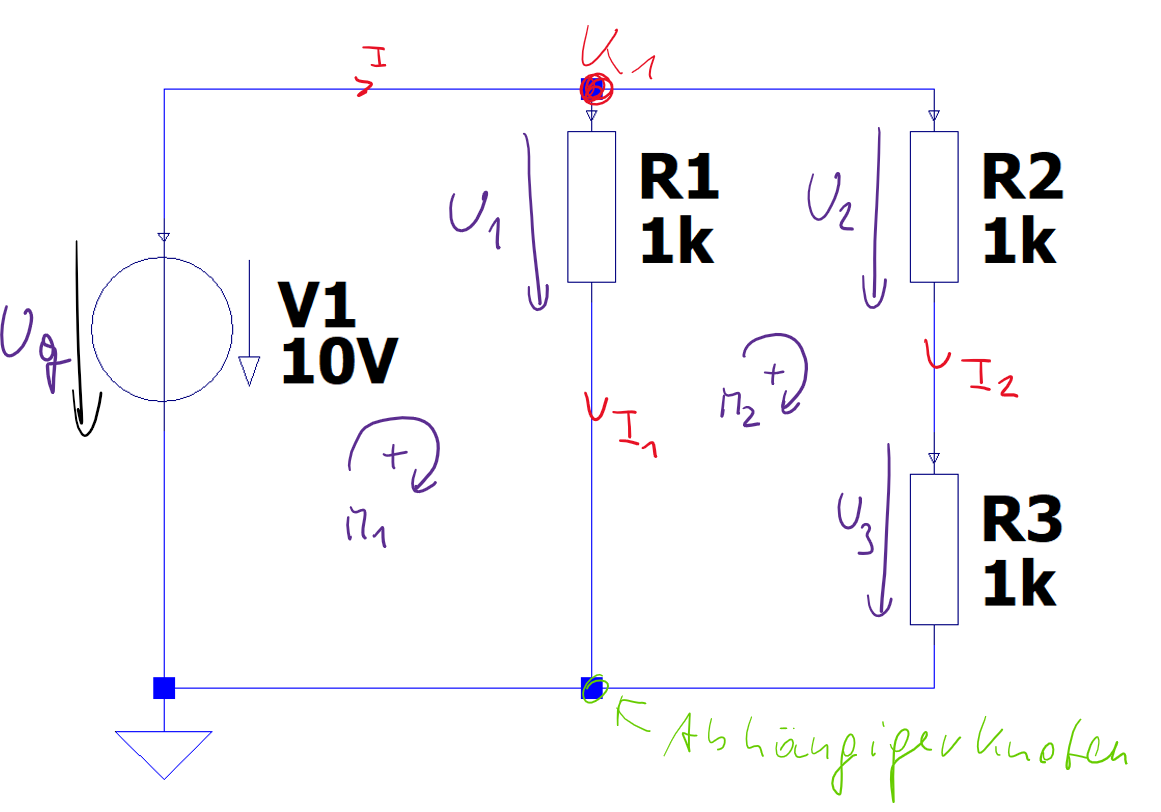 I
K1
R1
1k
R2
1k
U1
U2
V1
10V
Uq
I2
M2
+
I1
+
M1
U3
R3
1k
Abhängiger Knoten